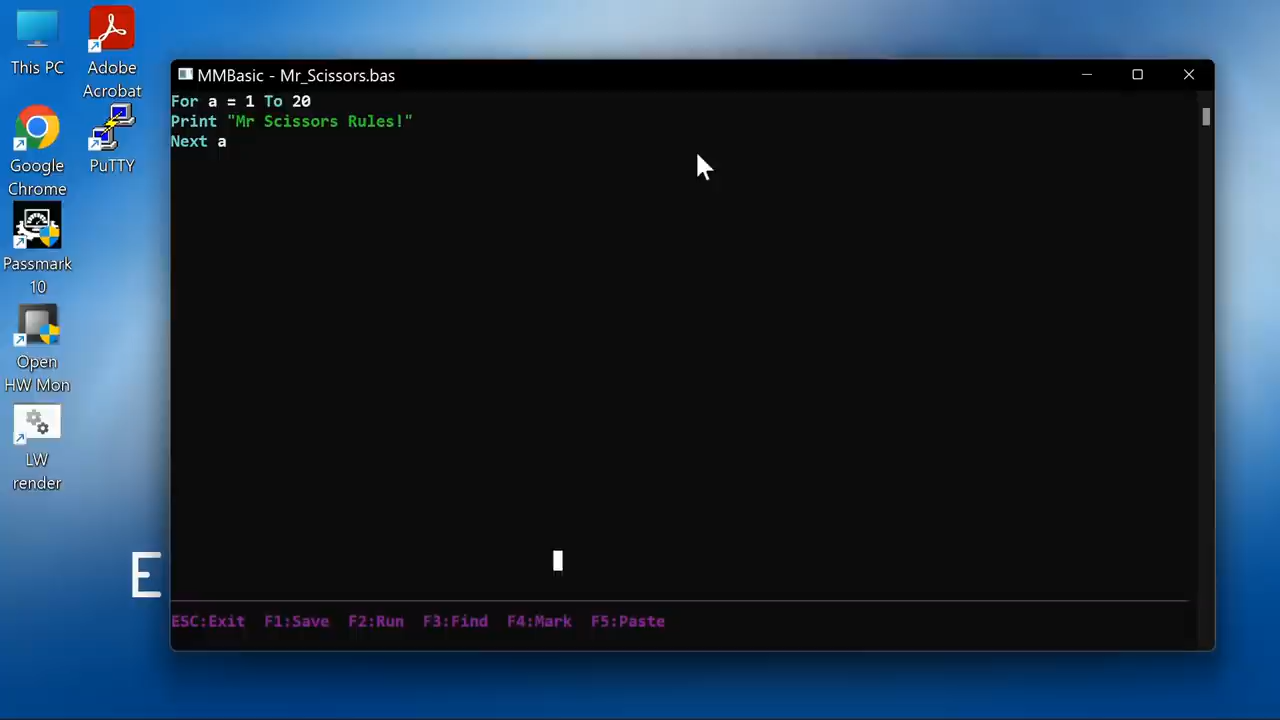 This PC
Adobe
Acrobat
Google
Chrome
PuTTY
Passmark
10
Open
HW Mon
LW
render
E
MMBasic - Mr_Scissors.bas
For a = 1 To 20
Print "Mr Scissors Rules!"
Next a
ESC:Exit F1:Save F2:Run F3:Find F4:Mark F5:Paste